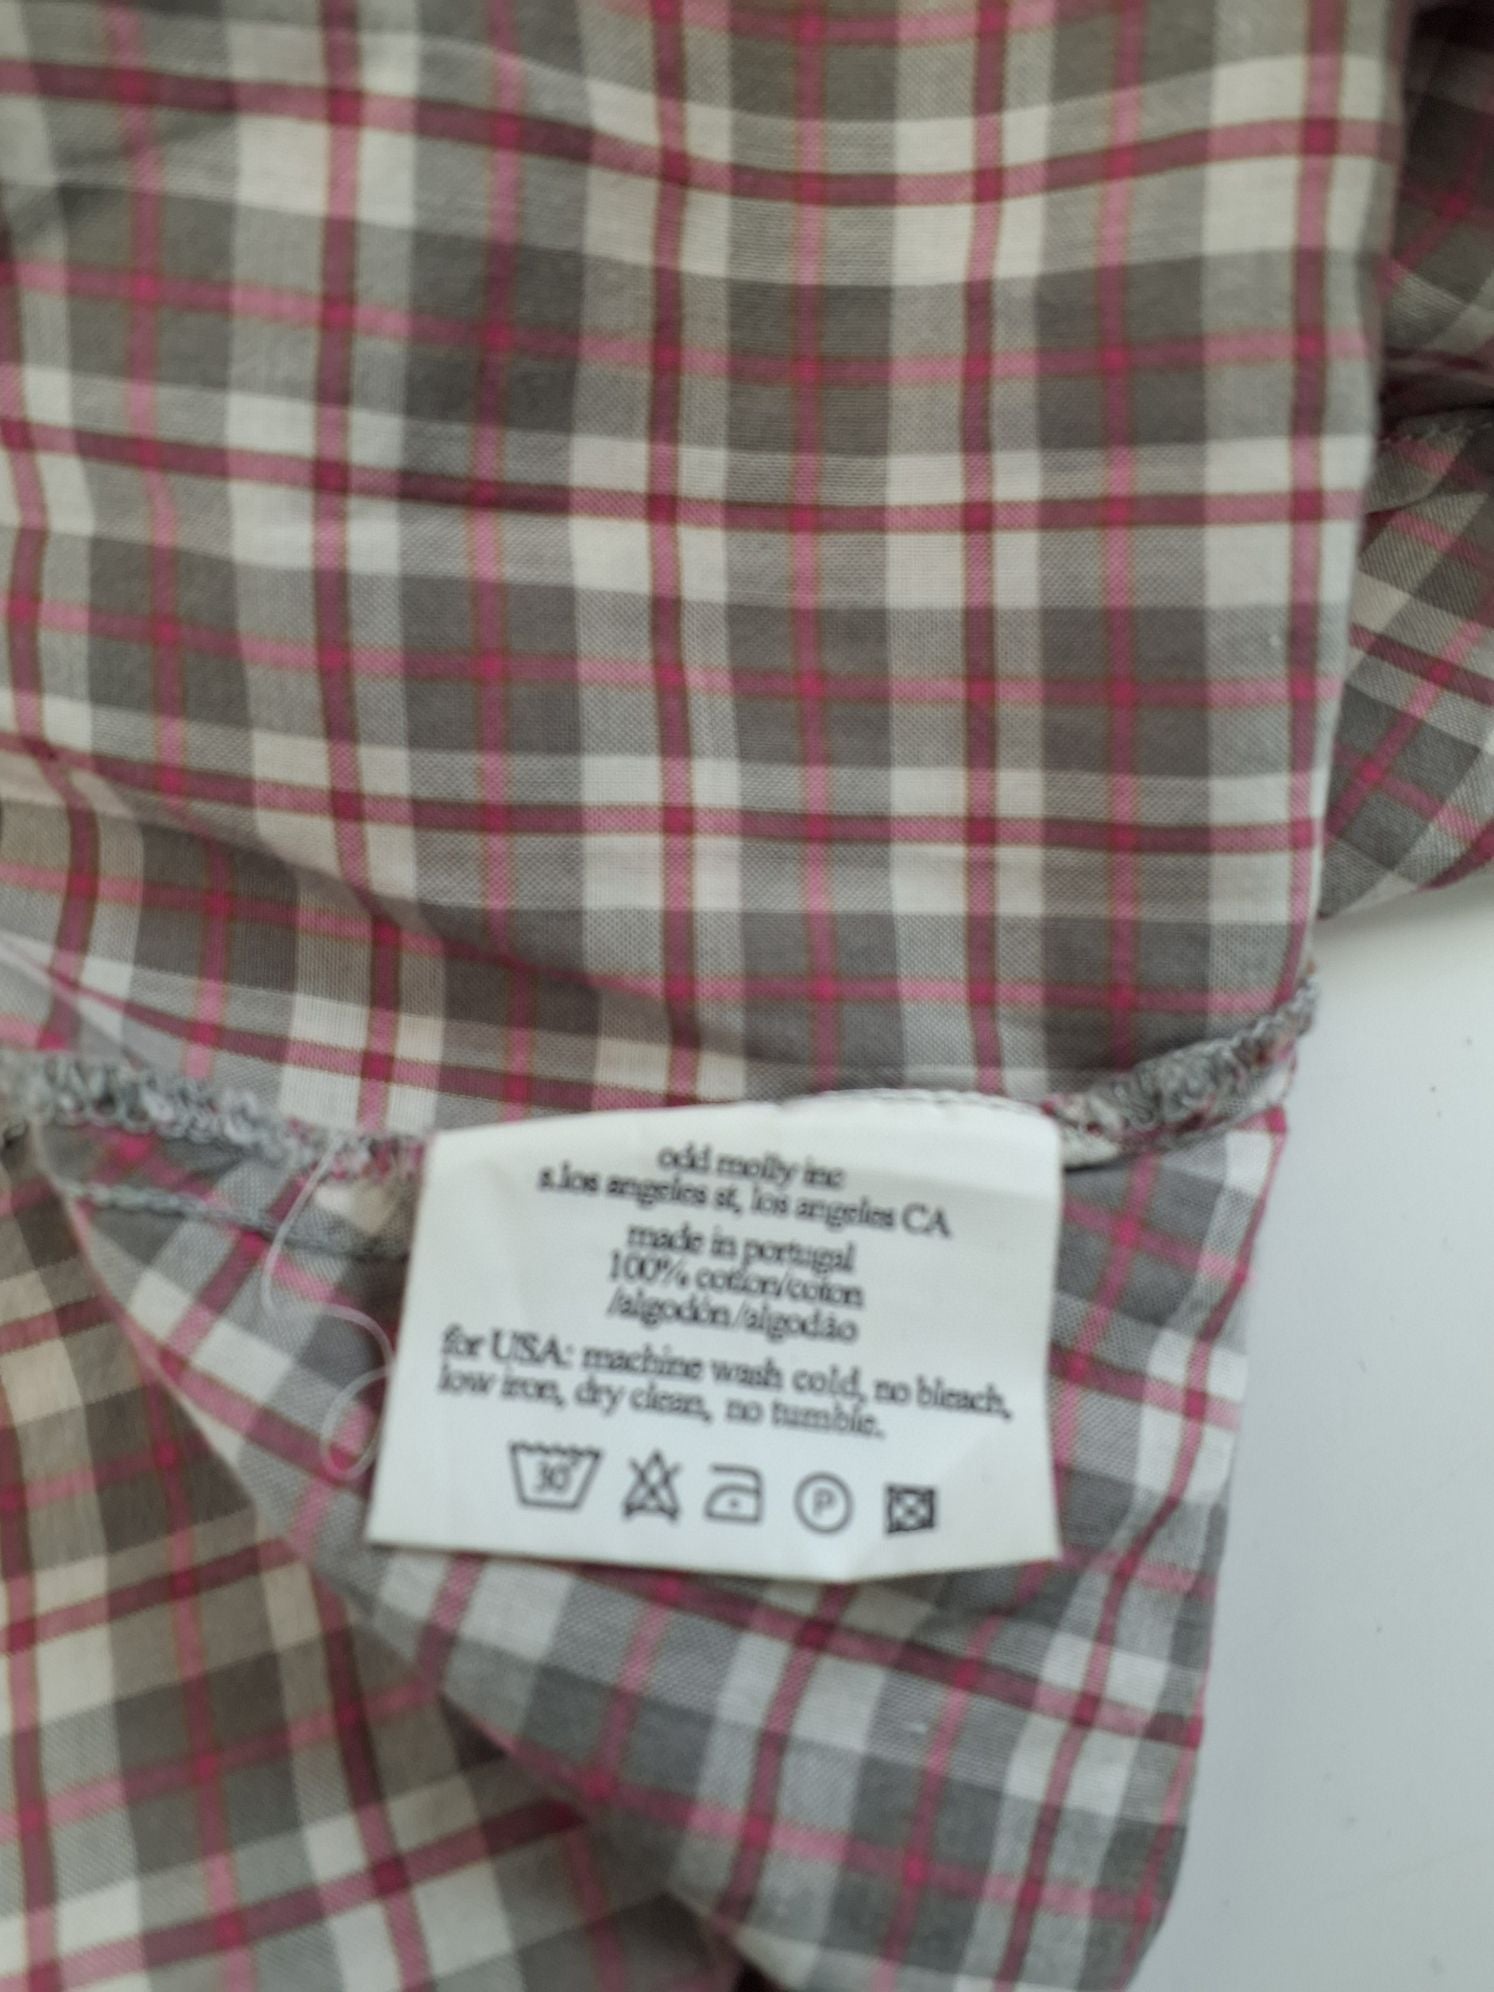 odd molly inc
s.los angeles st, los angeles CA
made in portugal
100% cotton/coton
/algodón/algodão
for USA: machine wash cold, no bleach,
low iron, dry clean, no tumble.
30°
P